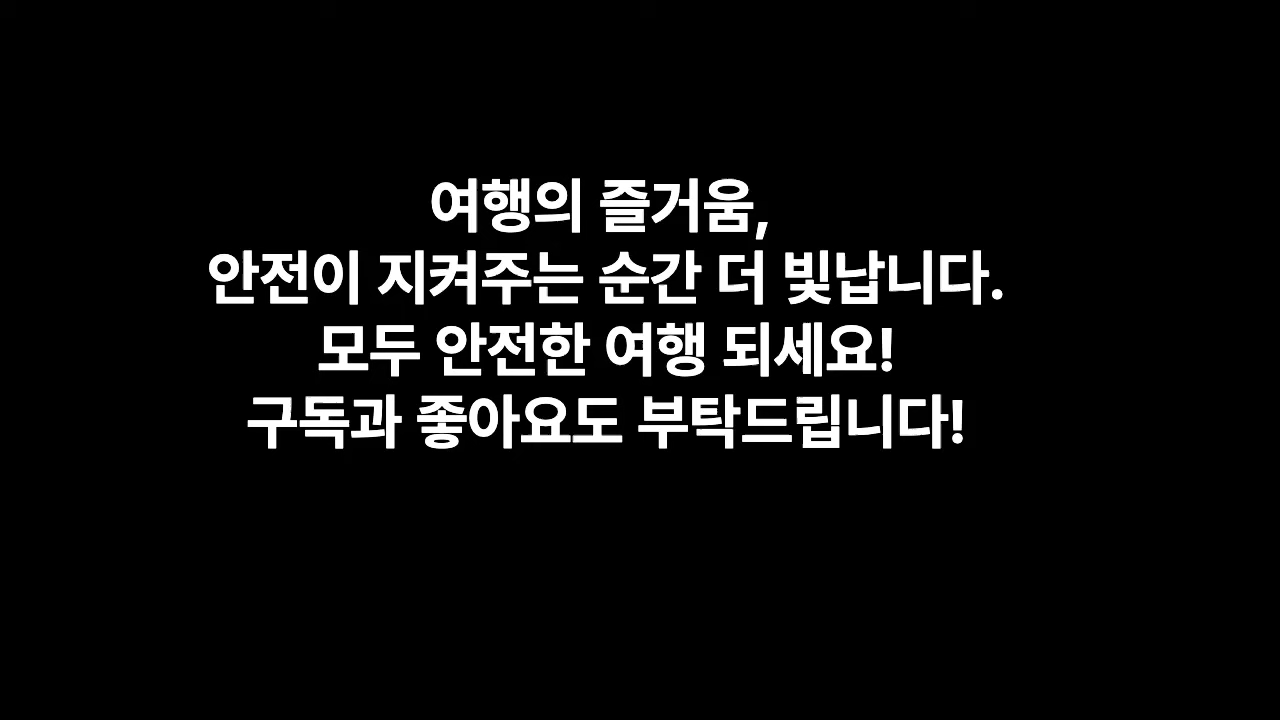 여행의 즐거움,
안전이 지켜주는 순간 더 빛납니다.
모두 안전한 여행 되세요!
구독과 좋아요도 부탁드립니다!